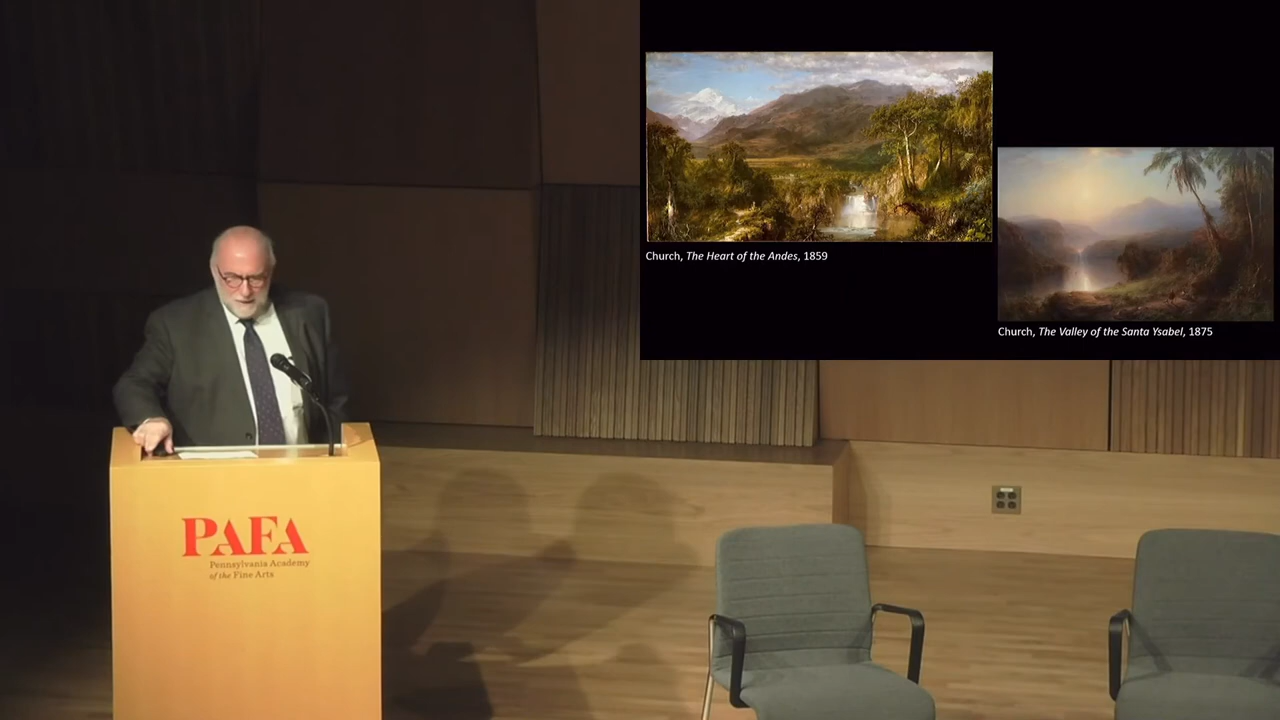 Church, The Heart of the Andes, 1859
Church, The Valley of the Santa Ysabel, 1875
PAFA
Pennsylvania Academy
of the Fine Arts